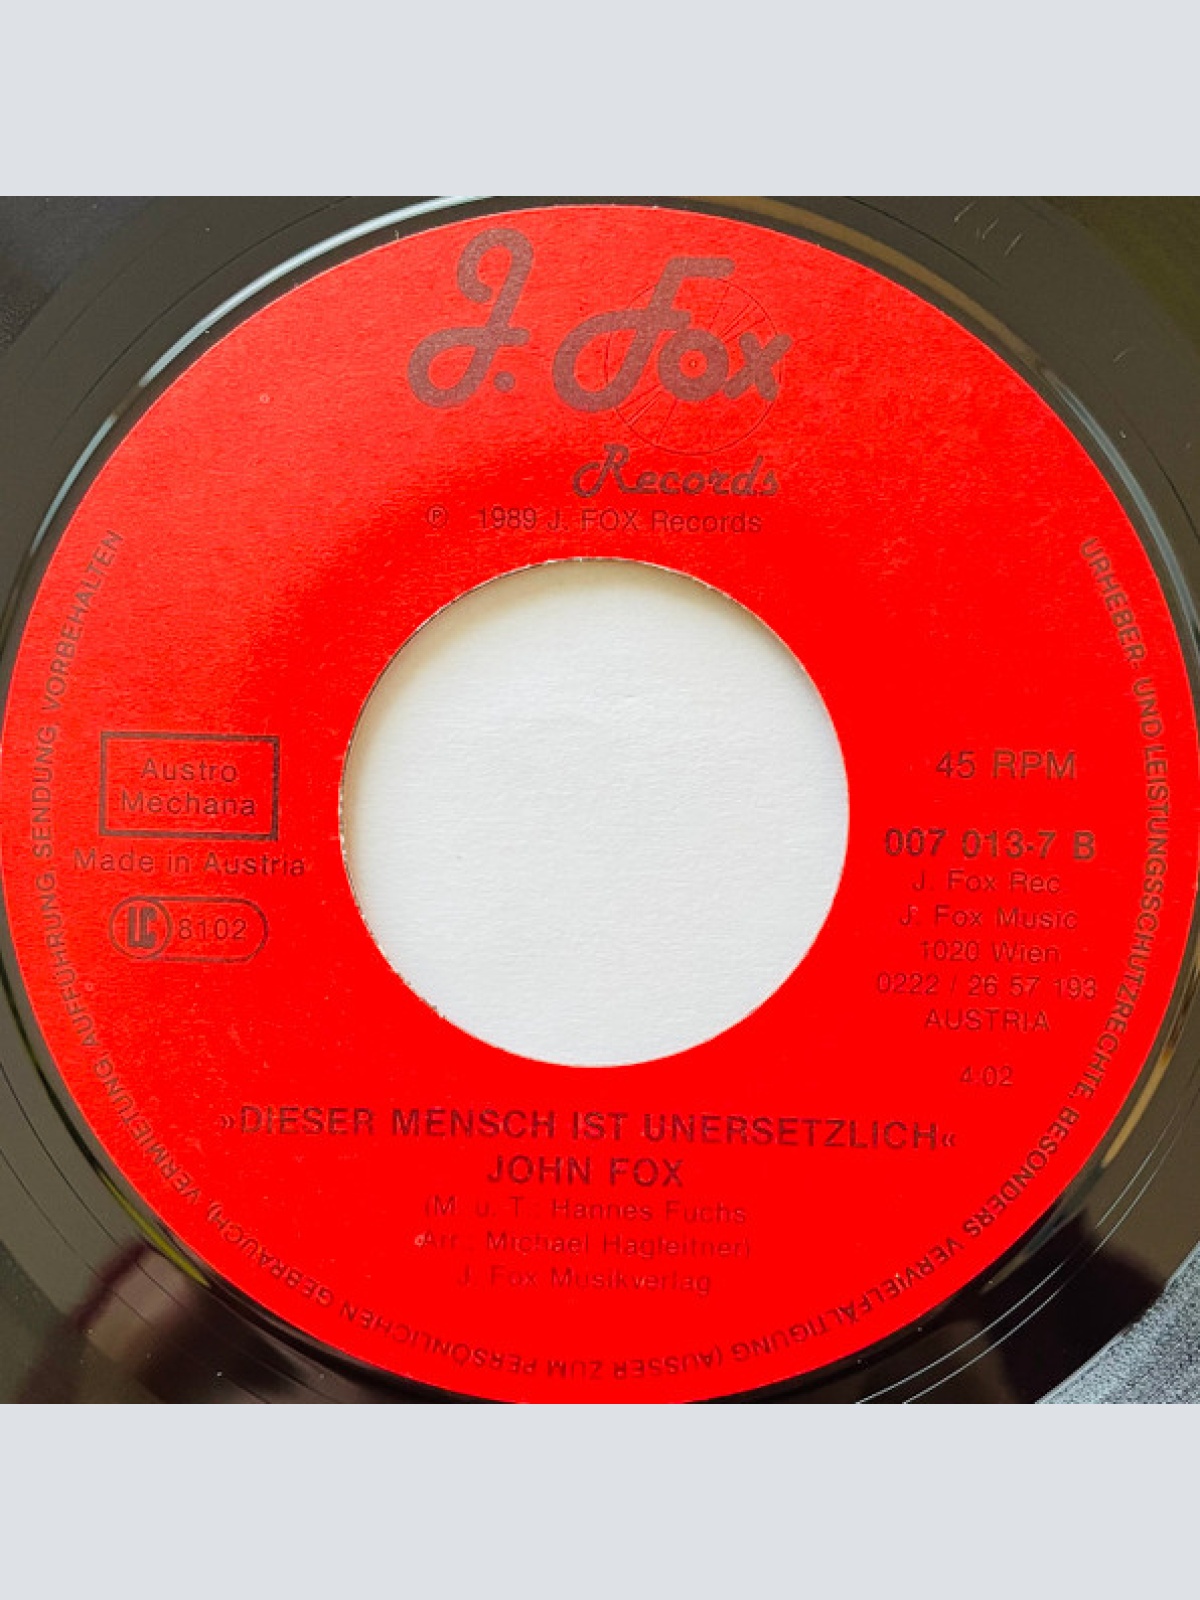 J. Fox
Records
℗ 1989 J. FOX Records
Austro
Mechana
Made in Austria
LC 8102
45 RPM
007 013-7 B
J. Fox Rec.
J. Fox Music
1020 Wien
0222 / 26 57 193
AUSTRIA
4:02
»DIESER MENSCH IST UNERSETZLICH«
JOHN FOX
(M. u. T.: Hannes Fuchs
Arr.: Michael Hagleitner)
J. Fox Musikverlag
URHEBER- UND LEISTUNGSSCHUTZRECHTE, BESONDERS VERVIELFÄLTIGUNG (AUSSER ZUM PERSÖNLICHEN GEBRAUCH), VERMIETUNG, AUFFÜHRUNG, SENDUNG, VORBEHALTEN